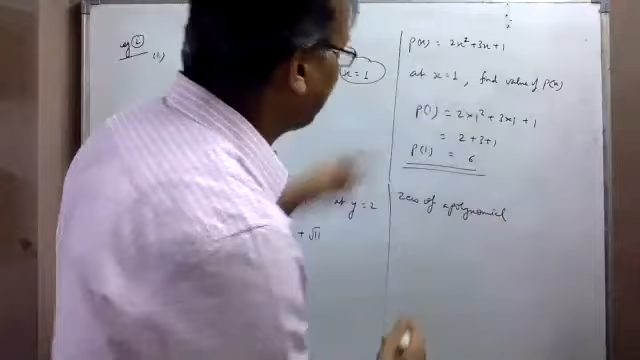 eg ② (i)
x = 1
at y = 2
+ √11
p(x) = 2x² + 3x + 1
at x = 1, find value of p(x)
p(1) = 2×1² + 3×1 + 1
= 2 + 3 + 1
p(1) = 6
Zero of a polynomial